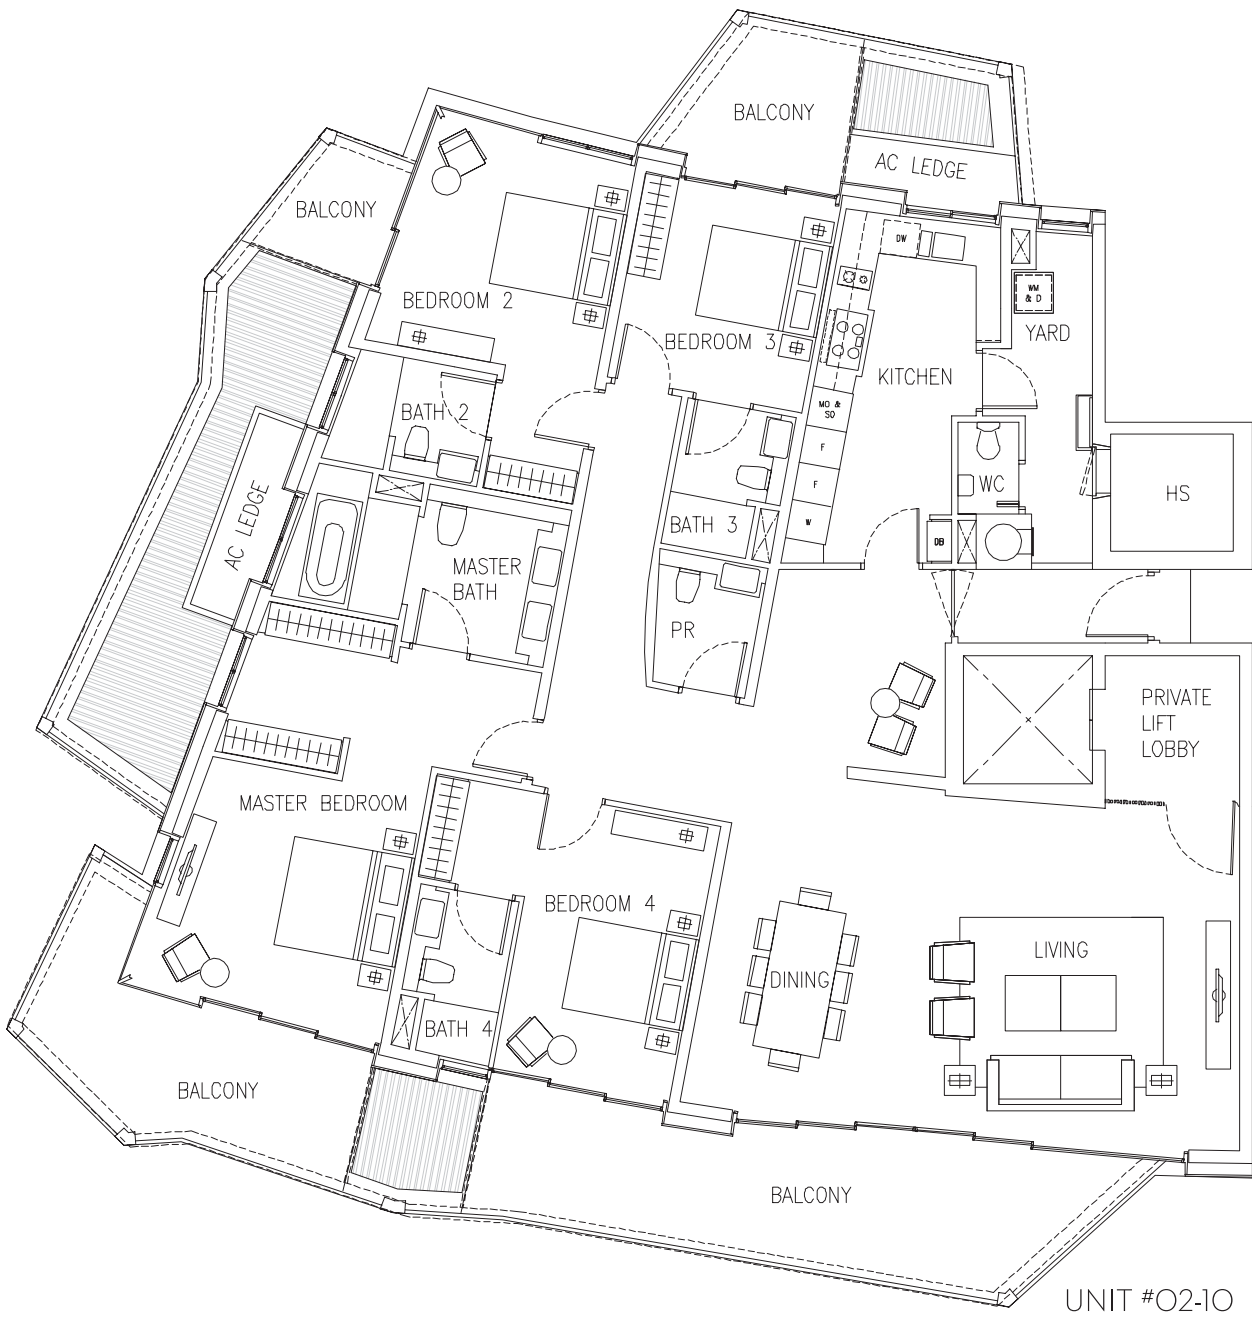 BALCONY
AC LEDGE
BALCONY
BEDROOM 2
BEDROOM 3
DW
WM
& D
YARD
KITCHEN
MO &
SO
F
F
W
BATH 2
WC
HS
AC LEDGE
BATH 3
DB
MASTER
BATH
PR
PRIVATE
LIFT
LOBBY
MASTER BEDROOM
BEDROOM 4
LIVING
DINING
BATH 4
BALCONY
BALCONY
UNIT #02-10